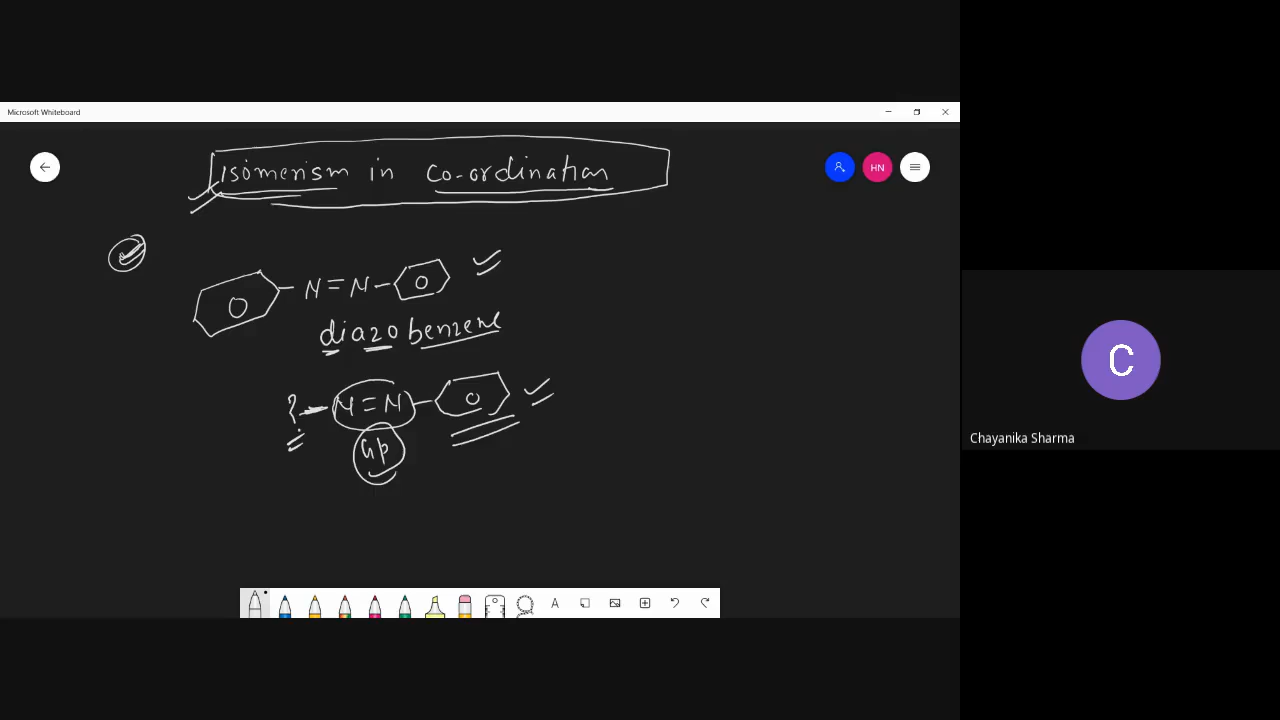 Microsoft Whiteboard
Isomerism in co-ordination
HN
N=N
diazobenzene
? N=N
Gp
C
Chayanika Sharma
A